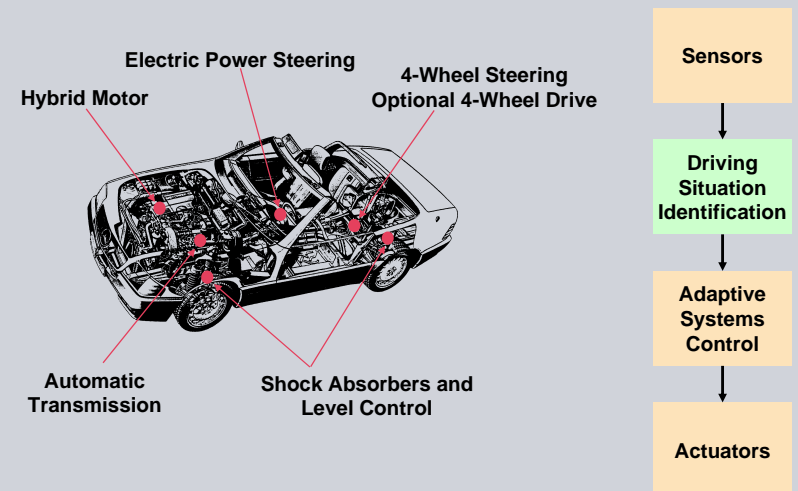 Electric Power Steering
Hybrid Motor
4-Wheel Steering
Optional 4-Wheel Drive
Automatic
Transmission
Shock Absorbers and
Level Control
Sensors
Driving
Situation
Identification
Adaptive
Systems
Control
Actuators